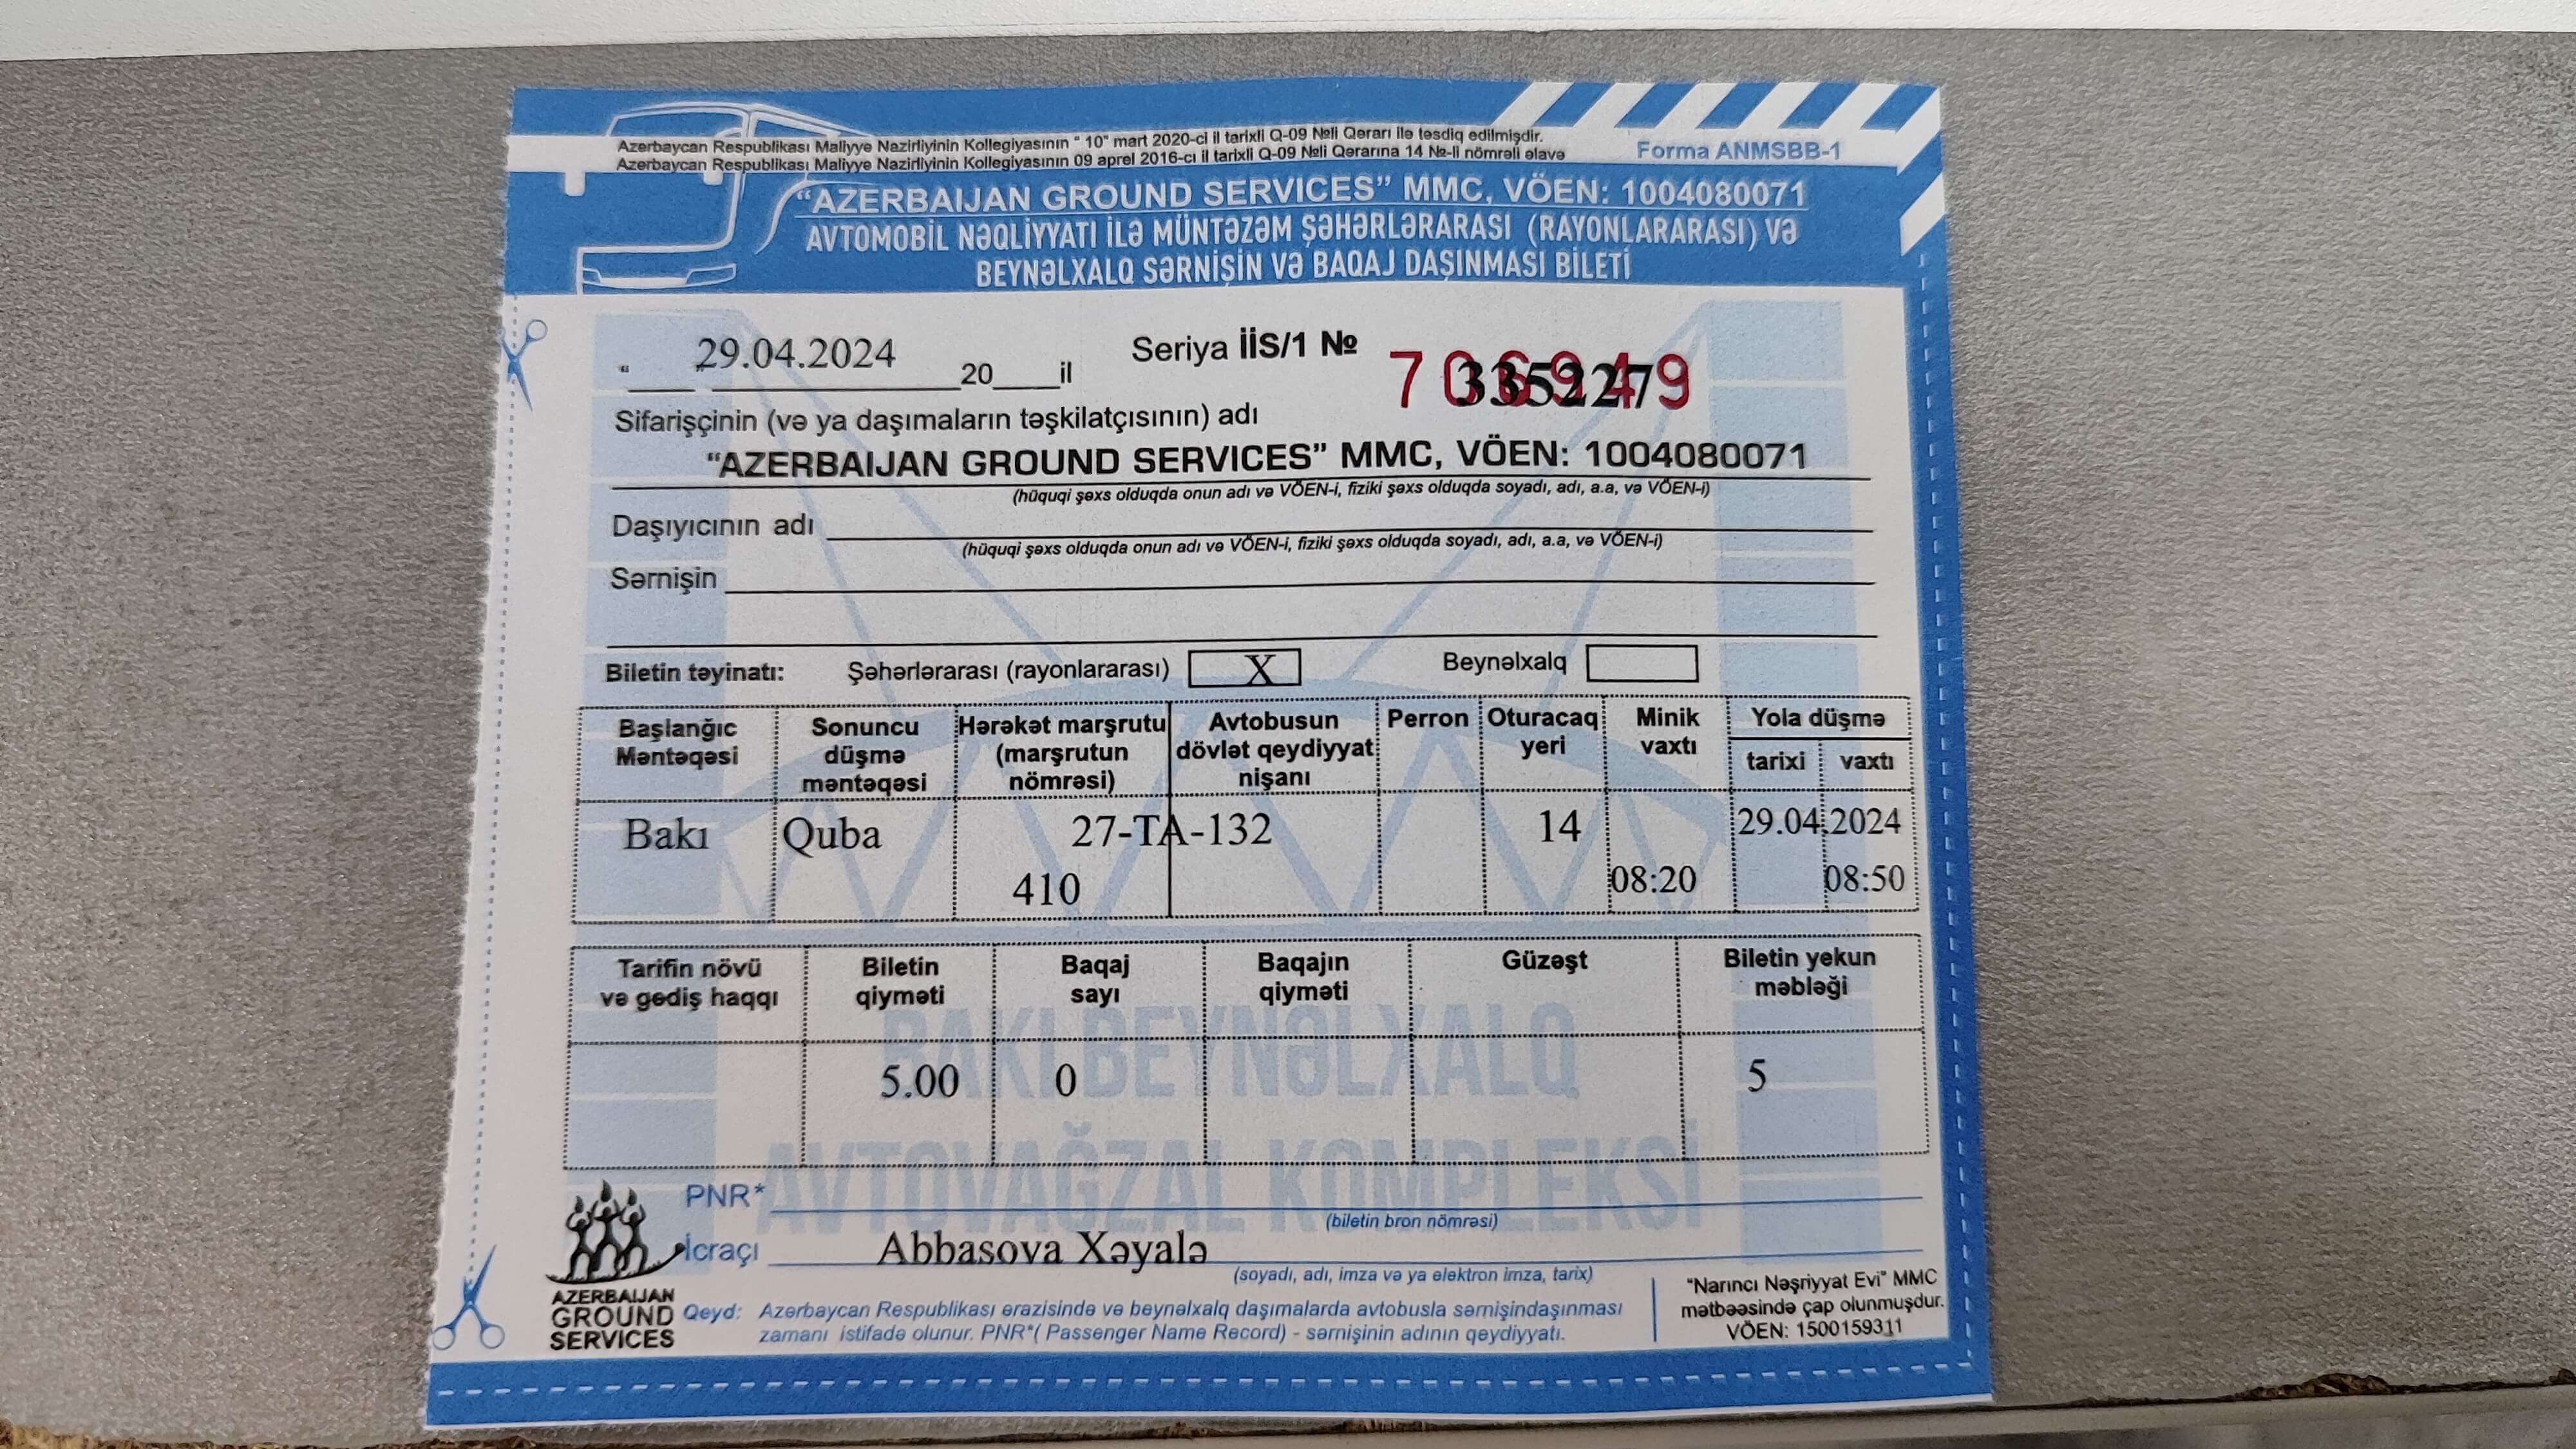 Azərbaycan Respublikası Maliyyə Nazirliyinin Kollegiyasının " 10" mart 2020-ci il tarixli Q-09 №li Qərarı ilə təsdiq edilmişdir.
Azərbaycan Respublikası Maliyyə Nazirliyinin Kollegiyasının 09 aprel 2016-cı il tarixli Q-09 №li Qərarına 14 №-li nömrəli əlavə
Forma ANMSBB-1
“AZERBAIJAN GROUND SERVICES” MMC, VÖEN: 1004080071
AVTOMOBİL NƏQLİYYATI İLƏ MÜNTƏZƏM ŞƏHƏRLƏRARASI (RAYONLARARASI) VƏ
BEYNƏLXALQ SƏRNİŞİN VƏ BAQAJ DAŞINMASI BİLETİ
“ ” 29.04.2024 20 il Seriya İİS/1 № 3352227
Sifarişçinin (və ya daşımaların təşkilatçısının) adı
“AZERBAIJAN GROUND SERVICES” MMC, VÖEN: 1004080071
(hüquqi şəxs olduqda onun adı və VÖEN-i, fiziki şəxs olduqda soyadı, adı, a.a, və VÖEN-i)
Daşıyıcının adı
(hüquqi şəxs olduqda onun adı və VÖEN-i, fiziki şəxs olduqda soyadı, adı, a.a, və VÖEN-i)
Sərnişin
Biletin təyinatı: Şəhərlərarası (rayonlararası) X Beynəlxalq
Başlanğıc Məntəqəsi
Sonuncu düşmə məntəqəsi
Hərəkət marşrutu (marşrutun nömrəsi)
Avtobusun dövlət qeydiyyat nişanı
Perron
Oturacaq yeri
Minik vaxtı
Yola düşmə
tarixi vaxtı
Bakı Quba 27-TA-132 14 29.04.2024
410 08:20 08:50
Tarifin növü və gediş haqqı
Biletin qiyməti
Baqaj sayı
Baqajın qiyməti
Güzəşt
Biletin yekun məbləği
5.00 0 5
BAKI BEYNƏLXALQ
AVTOVAĞZAL KOMPLEKSİ
PNR*
(biletin bron nömrəsi)
İcraçı Abbasova Xəyalə
(soyadı, adı, imza və ya elektron imza, tarix)
AZERBAIJAN
GROUND
SERVICES
Qeyd: Azərbaycan Respublikası ərazisində və beynəlxalq daşımalarda avtobusla sərnişindaşınması
zamanı istifadə olunur. PNR*( Passenger Name Record) - sərnişinin adının qeydiyyatı.
“Narıncı Nəşriyyat Evi” MMC
mətbəəsində çap olunmuşdur.
VÖEN: 1500159311